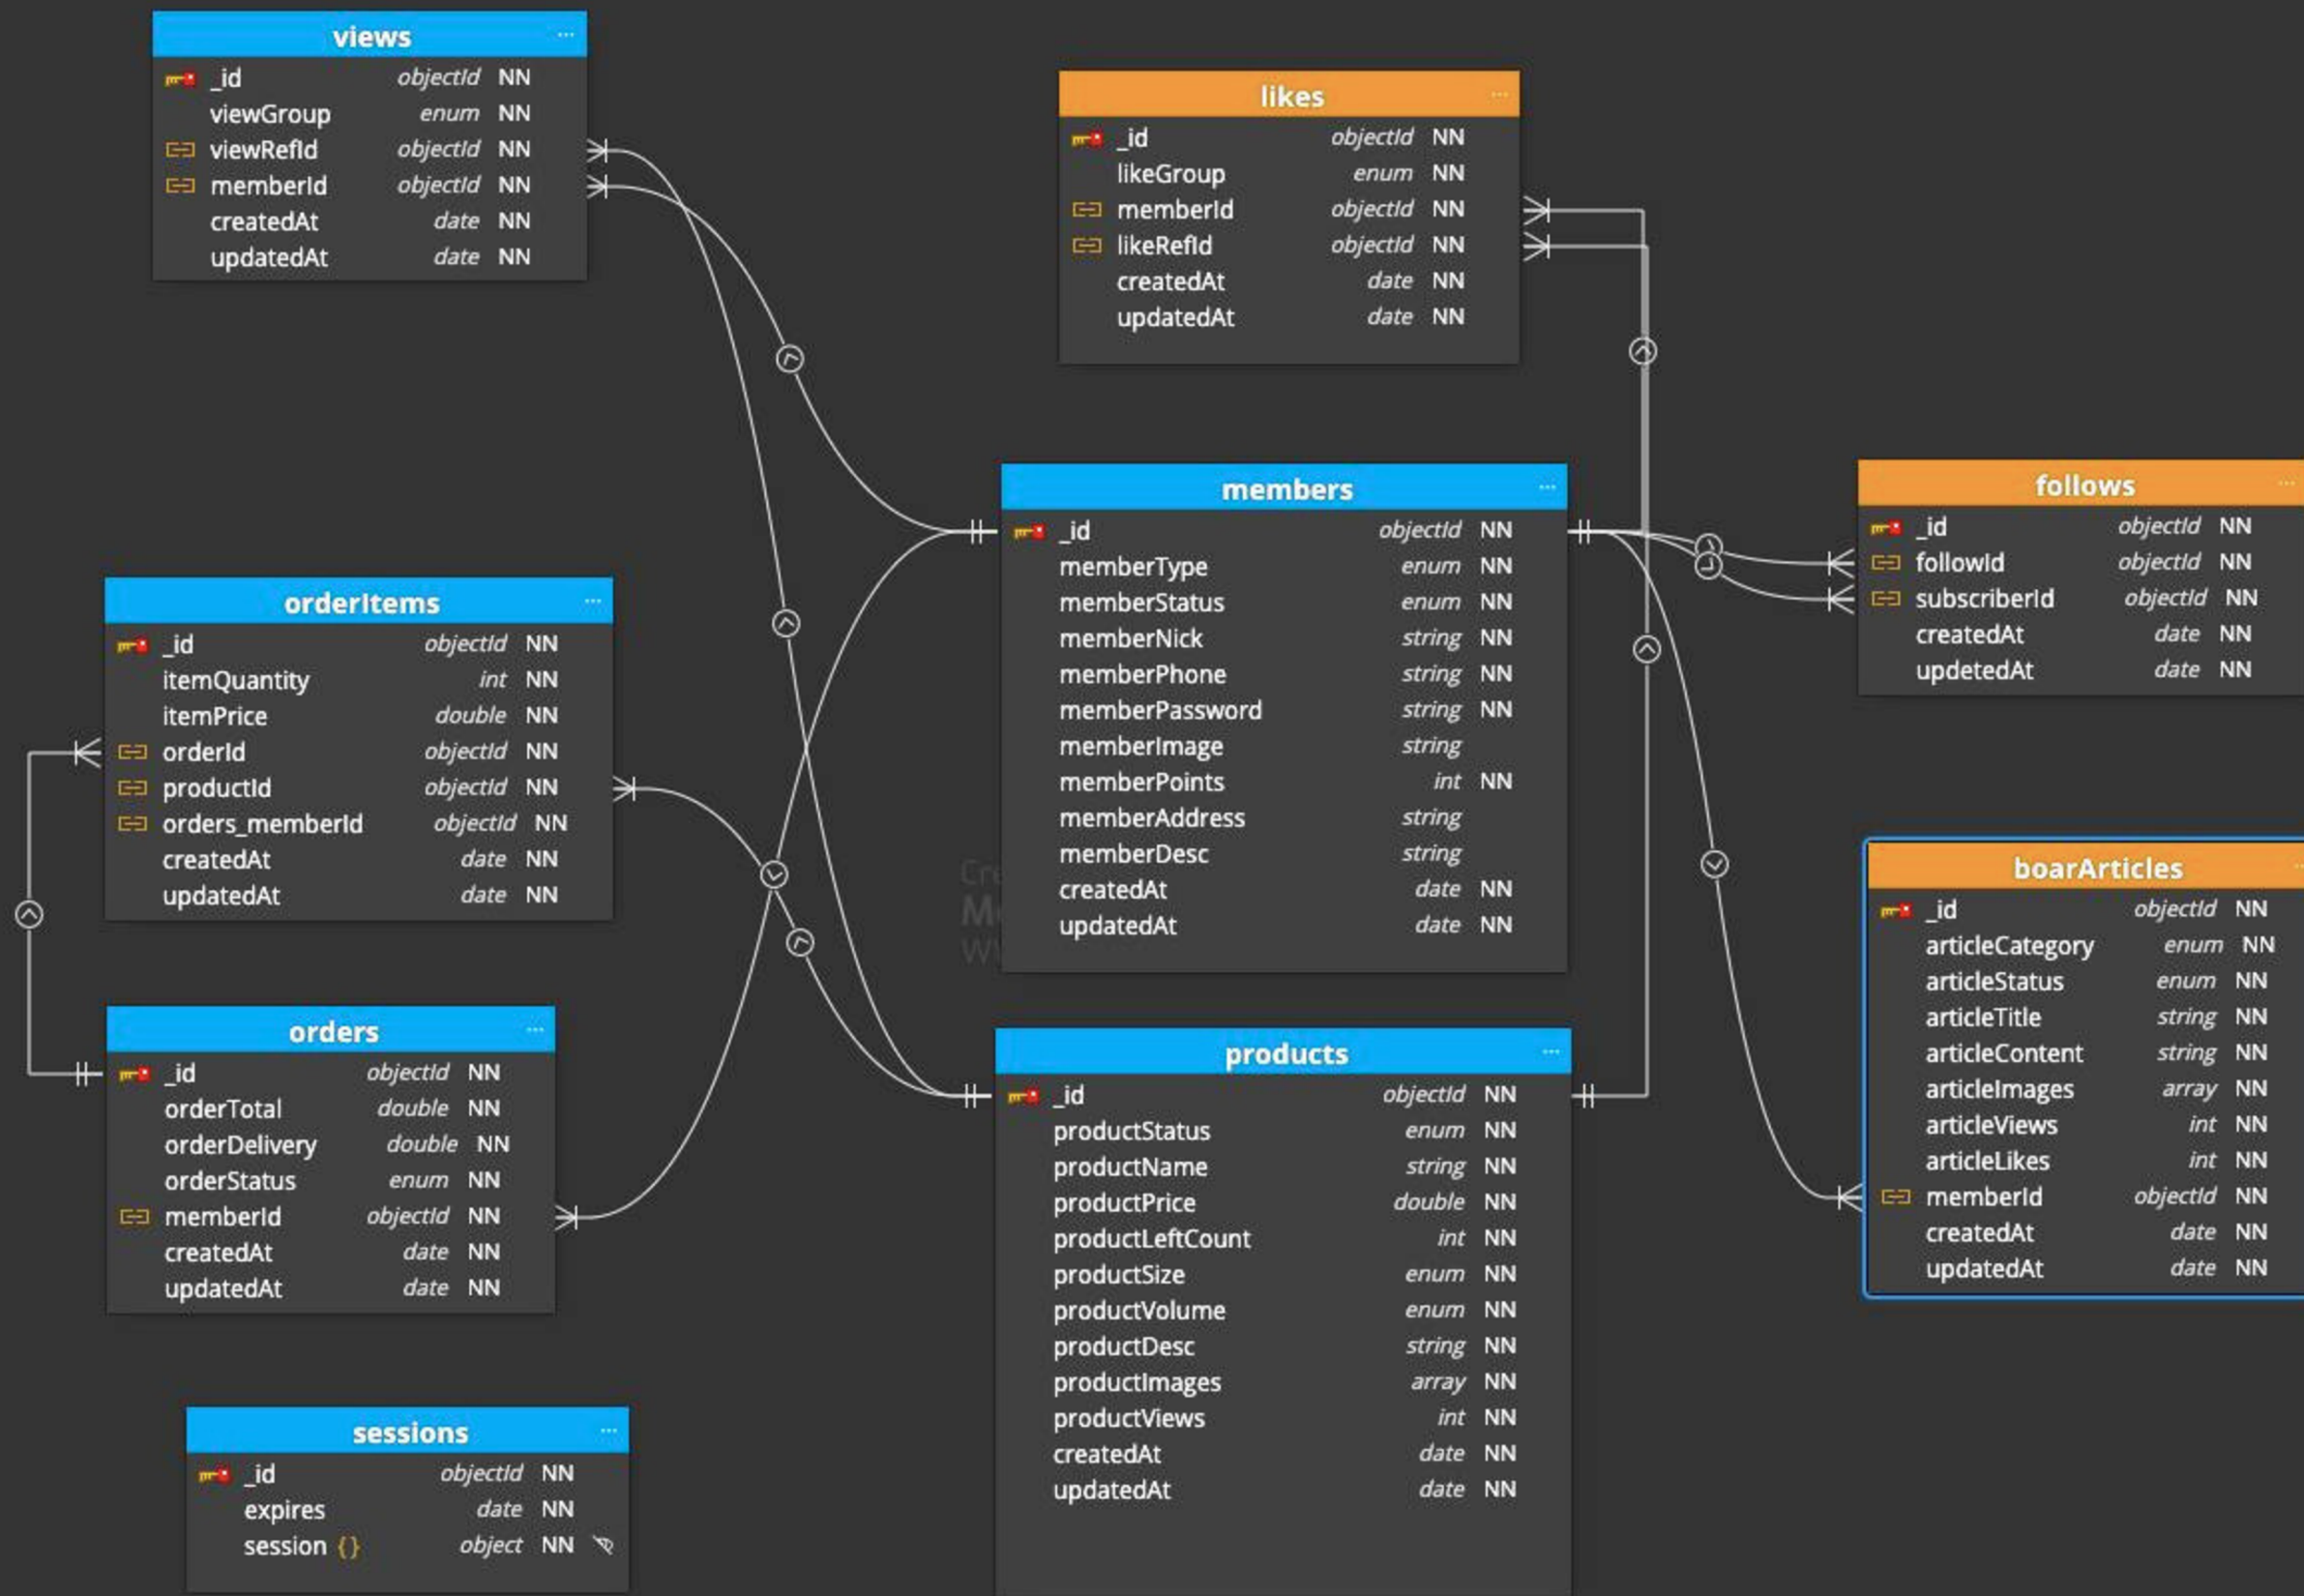 views ...
_id objectId NN
viewGroup enum NN
viewRefId objectId NN
memberId objectId NN
createdAt date NN
updatedAt date NN
likes ...
_id objectId NN
likeGroup enum NN
memberId objectId NN
likeRefId objectId NN
createdAt date NN
updatedAt date NN
members ...
_id objectId NN
memberType enum NN
memberStatus enum NN
memberNick string NN
memberPhone string NN
memberPassword string NN
memberImage string
memberPoints int NN
memberAddress string
memberDesc string
createdAt date NN
updatedAt date NN
follows ...
_id objectId NN
followId objectId NN
subscriberId objectId NN
createdAt date NN
updetedAt date NN
orderItems ...
_id objectId NN
itemQuantity int NN
itemPrice double NN
orderId objectId NN
productId objectId NN
orders_memberId objectId NN
createdAt date NN
updatedAt date NN
boarArticles ...
_id objectId NN
articleCategory enum NN
articleStatus enum NN
articleTitle string NN
articleContent string NN
articleImages array NN
articleViews int NN
articleLikes int NN
memberId objectId NN
createdAt date NN
updatedAt date NN
orders ...
_id objectId NN
orderTotal double NN
orderDelivery double NN
orderStatus enum NN
memberId objectId NN
createdAt date NN
updatedAt date NN
products ...
_id objectId NN
productStatus enum NN
productName string NN
productPrice double NN
productLeftCount int NN
productSize enum NN
productVolume enum NN
productDesc string NN
productImages array NN
productViews int NN
createdAt date NN
updatedAt date NN
sessions ...
_id objectId NN
expires date NN
session {} object NN